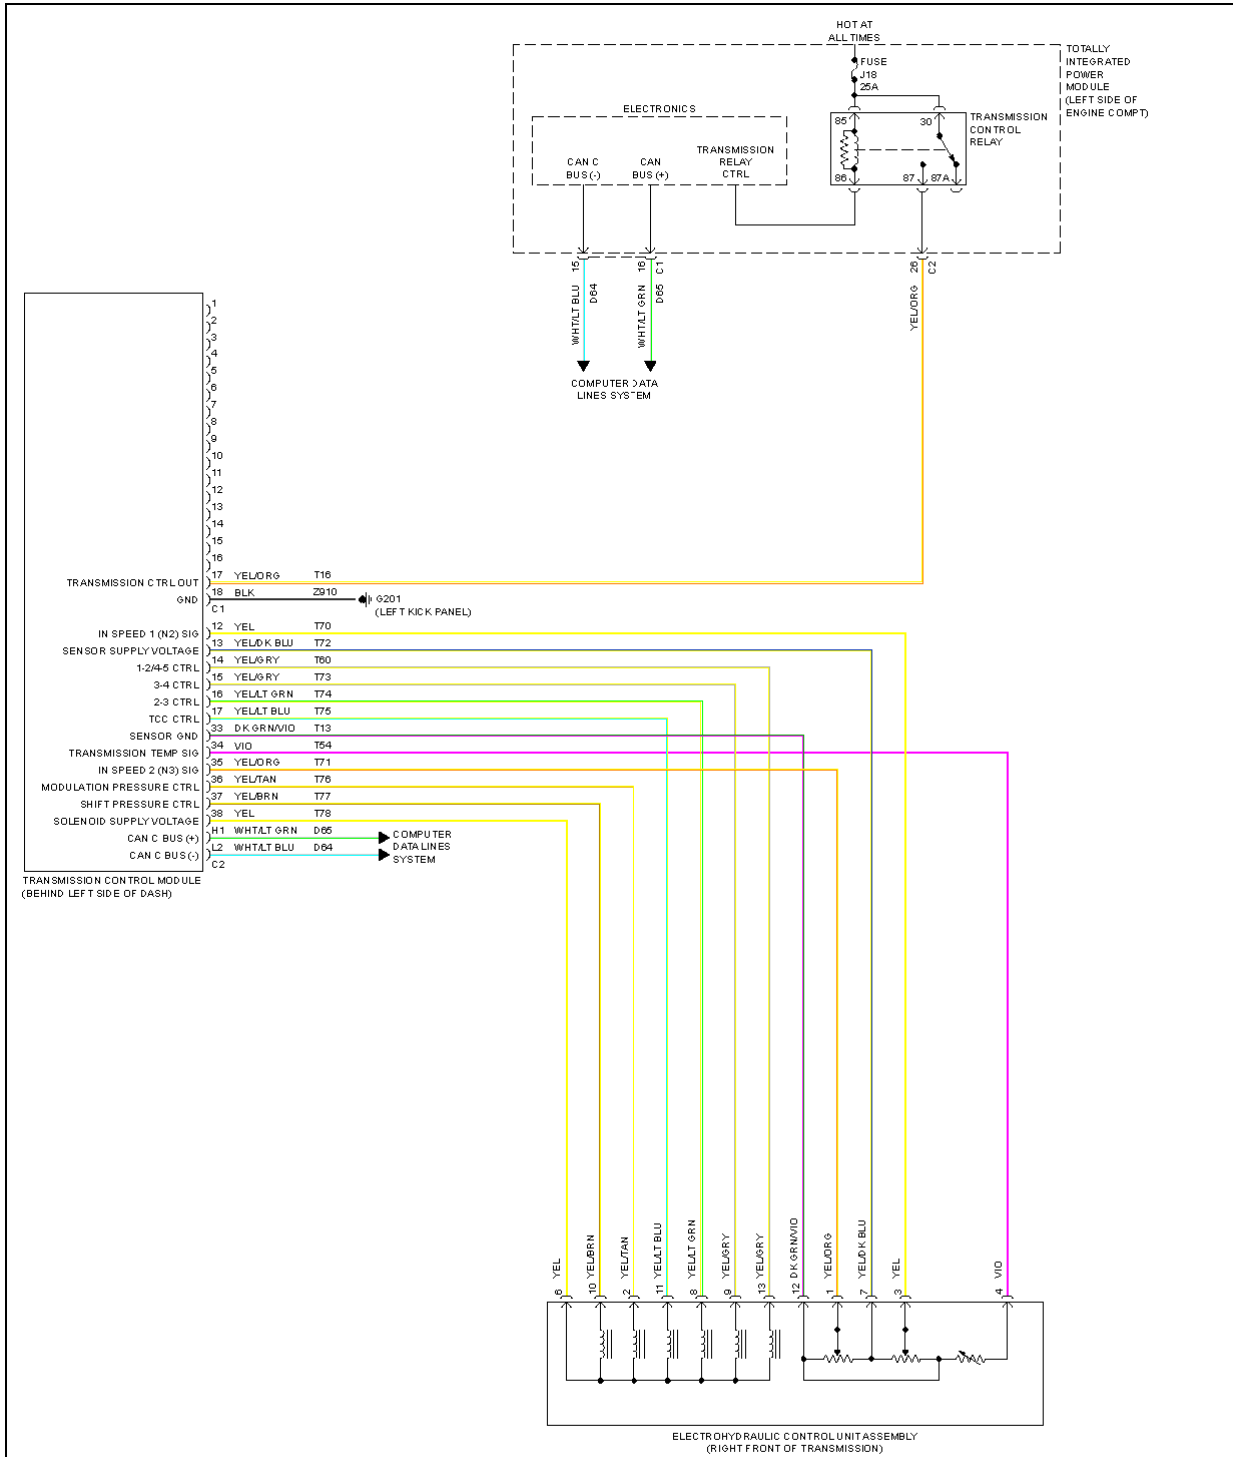 HOT AT
ALL TIMES
FUSE
J18
25A
TOTALLY
INTEGRATED
POWER
MODULE
(LEFT SIDE OF
ENGINE COMPT)
ELECTRONICS
CAN C
BUS (-)
CAN
BUS (+)
TRANSMISSION
RELAY
CTRL
85
30
86
87
87A
TRANSMISSION
CONTROL
RELAY
15
16
C1
26
C2
WHT/LT BLU
D64
WHT/LT GRN
D65
YEL/ORG
COMPUTER DATA
LINES SYSTEM
1
2
3
4
5
6
7
8
9
10
11
12
13
14
15
16
TRANSMISSION CTRL OUT 17 YEL/ORG T16
GND 18 BLK Z910
C1
G201
(LEFT KICK PANEL)
IN SPEED 1 (N2) SIG 12 YEL T70
SENSOR SUPPLY VOLTAGE 13 YEL/DK BLU T72
1-2/4-5 CTRL 14 YEL/GRY T60
3-4 CTRL 15 YEL/GRY T73
2-3 CTRL 16 YEL/LT GRN T74
TCC CTRL 17 YEL/LT BLU T75
SENSOR GND 33 DK GRN/VIO T13
TRANSMISSION TEMP SIG 34 VIO T54
IN SPEED 2 (N3) SIG 35 YEL/ORG T71
MODULATION PRESSURE CTRL 36 YEL/TAN T76
SHIFT PRESSURE CTRL 37 YEL/BRN T77
SOLENOID SUPPLY VOLTAGE 38 YEL T78
CAN C BUS (+) H1 WHT/LT GRN D65
CAN C BUS (-) L2 WHT/LT BLU D64
C2
COMPUTER
DATA LINES
SYSTEM
TRANSMISSION CONTROL MODULE
(BEHIND LEFT SIDE OF DASH)
6 YEL
10 YEL/BRN
2 YEL/TAN
11 YEL/LT BLU
8 YEL/LT GRN
9 YEL/GRY
13 YEL/GRY
12 DK GRN/VIO
1 YEL/ORG
7 YEL/DK BLU
3 YEL
4 VIO
ELECTROHYDRAULIC CONTROL UNIT ASSEMBLY
(RIGHT FRONT OF TRANSMISSION)